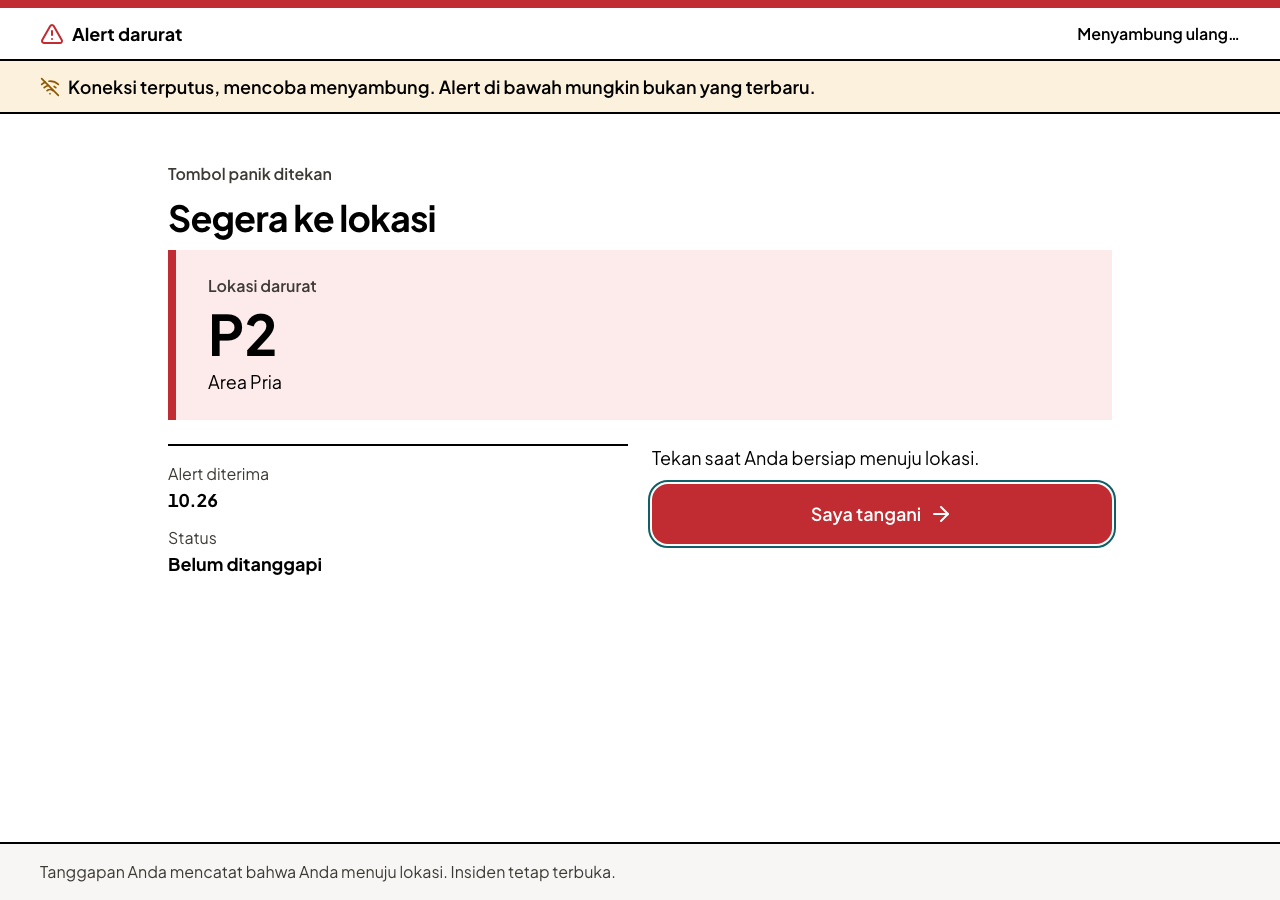 Alert darurat
Menyambung ulang…
Koneksi terputus, mencoba menyambung. Alert di bawah mungkin bukan yang terbaru.
Tombol panik ditekan
Segera ke lokasi
Lokasi darurat
P2
Area Pria
Alert diterima
10.26
Status
Belum ditanggapi
Tekan saat Anda bersiap menuju lokasi.
Saya tangani
Tanggapan Anda mencatat bahwa Anda menuju lokasi. Insiden tetap terbuka.